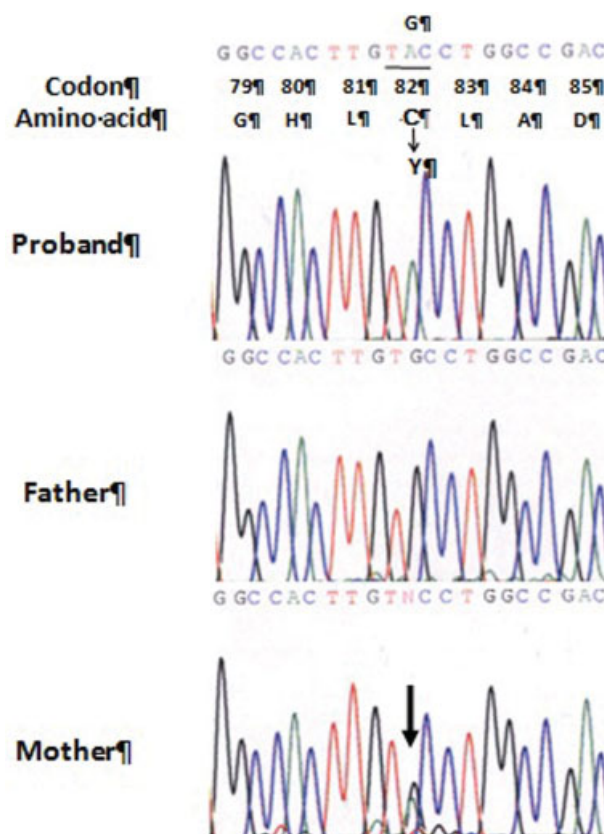 G¶
G G C C A C T T G T A C C T G G C C G A C
Codon¶ 79¶ 80¶ 81¶ 82¶ 83¶ 84¶ 85¶
Amino·acid¶ G¶ H¶ L¶ ·C¶ L¶ A¶ D¶
Y¶
Proband¶
G G C C A C T T G T G C C T G G C C G A C
Father¶
G G C C A C T T G T N C C T G G C C G A C
Mother¶